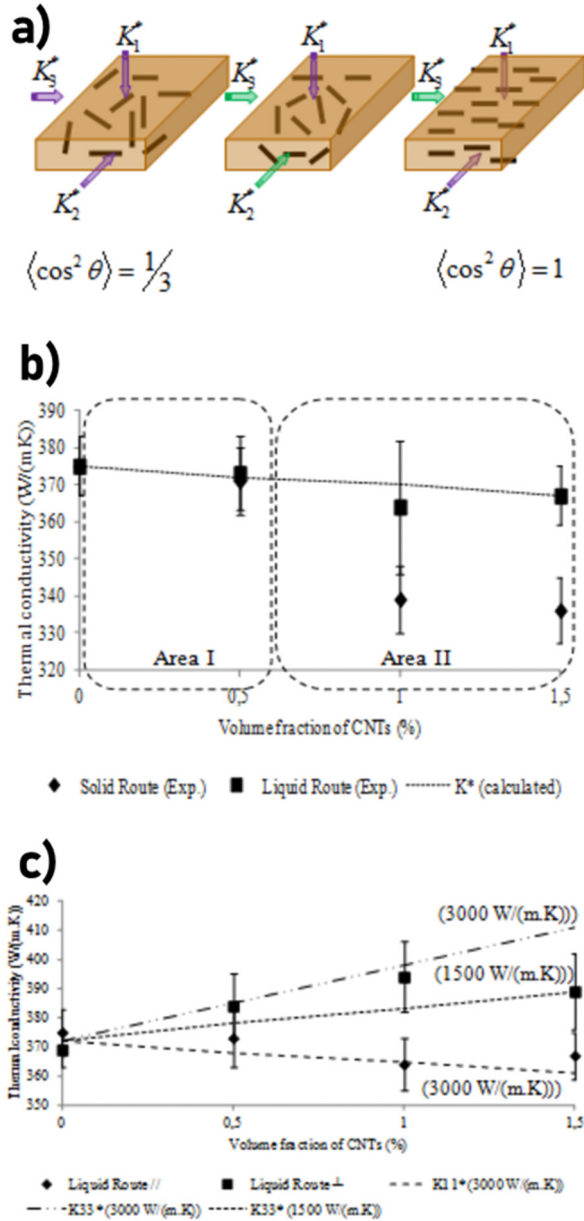 a)
K₁* K₁* K₁*
K₃* K₃* K₃*
K₂* K₂* K₂*
⟨cos² θ⟩ = 1/3 ⟨cos² θ⟩ = 1
b)
Thermal conductivity (W/(mK))
390
380
370
360
350
340
330
320
Area I Area II
0 0,5 1 1,5
Volume fraction of CNTs (%)
Solid Route (Exp.) Liquid Route (Exp.) K* (calculated)
c)
Thermal conductivity (W/(m.K))
420
410
400
390
380
370
360
350
(3000 W/(m.K)))
(1500 W/(m.K)))
(3000 W/(m.K)))
0 0,5 1 1,5
Volume fraction of CNTs (%)
Liquid Route // Liquid Route ⊥ K11* (3000 W/(m.K))
K33* (3000 W/(m.K)) K33* (1500 W/(m.K))